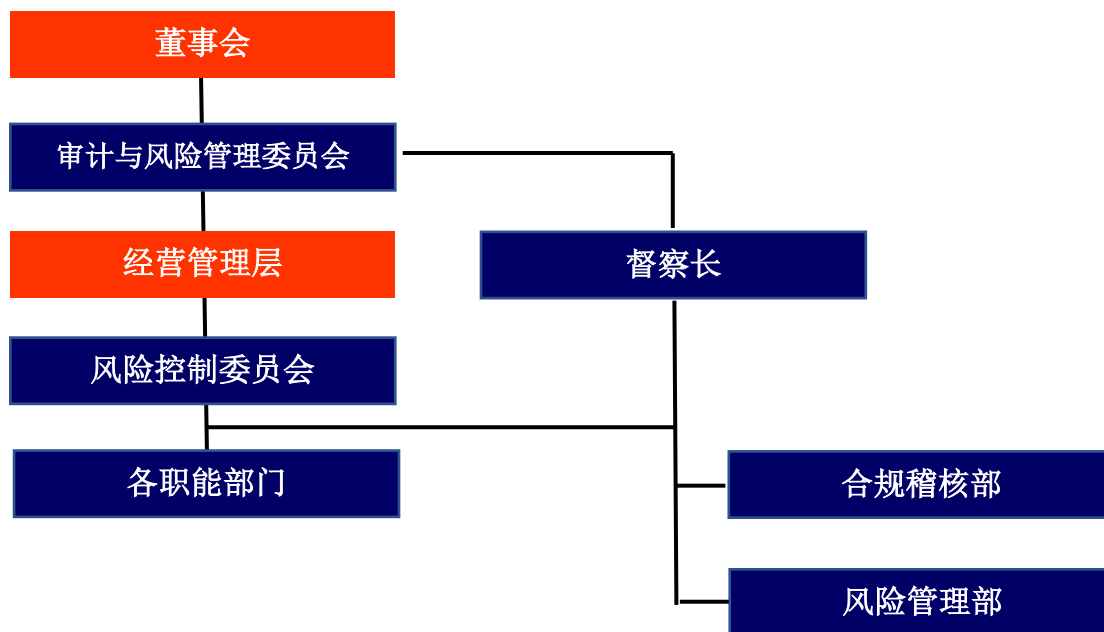 董事会
审计与风险管理委员会
经营管理层
督察长
风险控制委员会
各职能部门
合规稽核部
风险管理部